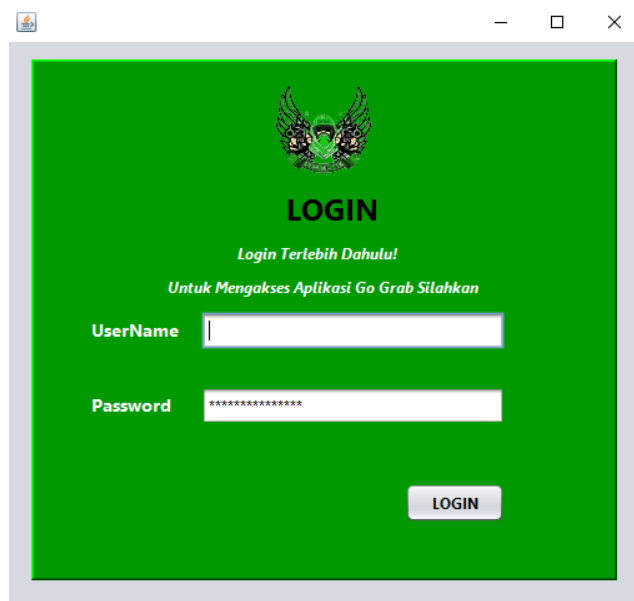 LOGIN
Login Terlebih Dahulu!
Untuk Mengakses Aplikasi Go Grab Silahkan
UserName
Password ***************
LOGIN